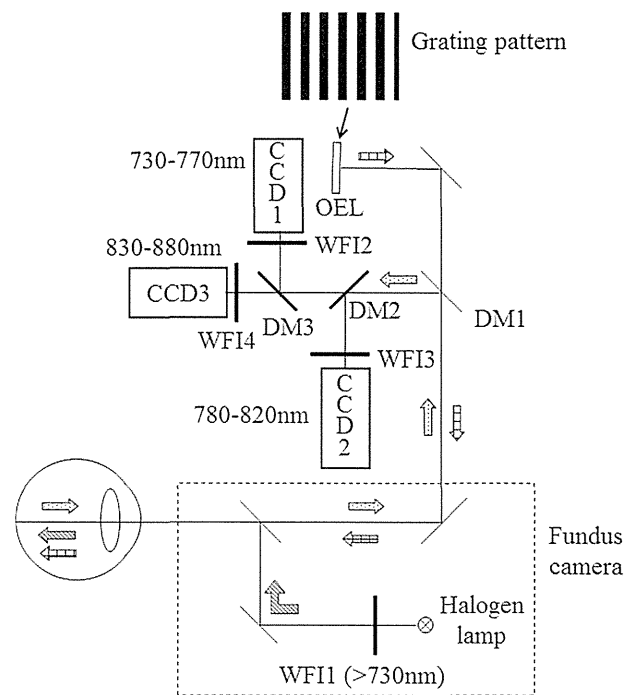 Grating pattern
730-770nm
CCD1
OEL
WFI2
830-880nm
CCD3
DM3
DM2
DM1
WFI4
WFI3
780-820nm
CCD2
Fundus
camera
Halogen
lamp
WFI1 (>730nm)